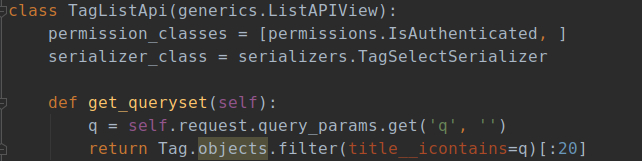 class TagListApi(generics.ListAPIView):
    permission_classes = [permissions.IsAuthenticated, ]
    serializer_class = serializers.TagSelectSerializer

    def get_queryset(self):
        q = self.request.query_params.get('q', '')
        return Tag.objects.filter(title__icontains=q)[:20]